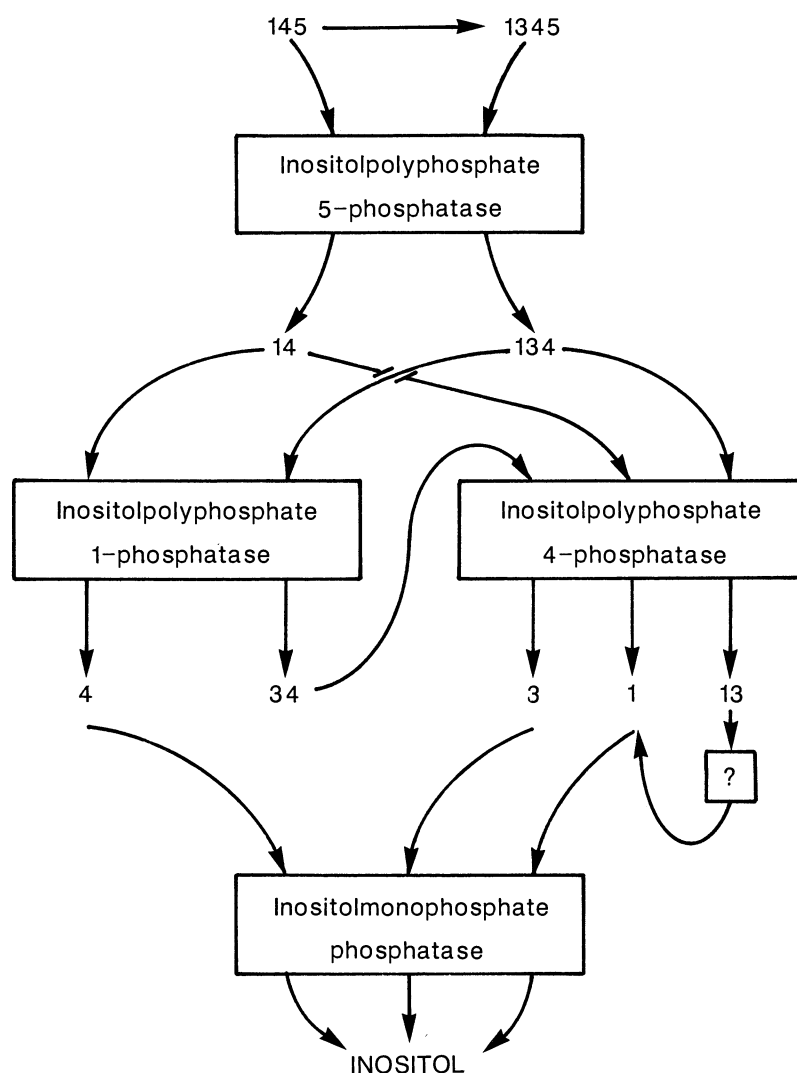 145 1345
Inositolpolyphosphate
5-phosphatase
14 134
Inositolpolyphosphate Inositolpolyphosphate
1-phosphatase 4-phosphatase
4 34 3 1 13
?
Inositolmonophosphate
phosphatase
INOSITOL